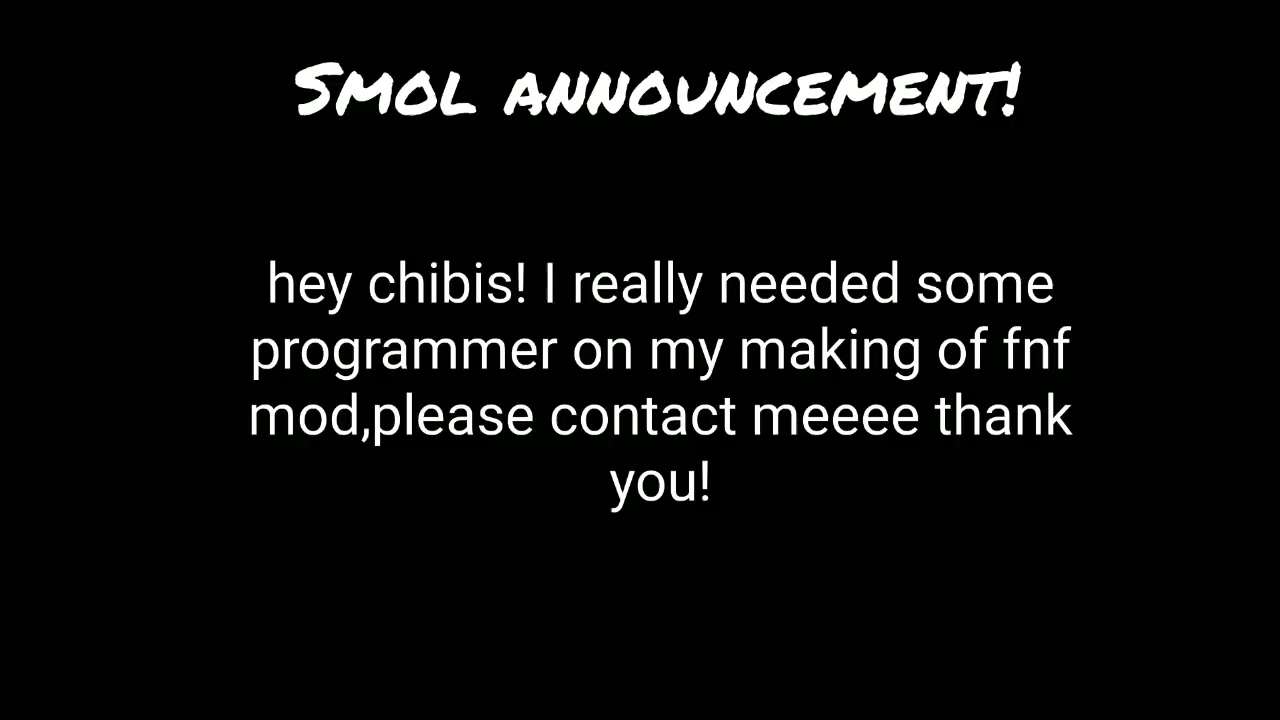 Smol announcement!
hey chibis! I really needed some
programmer on my making of fnf
mod,please contact meeee thank
you!